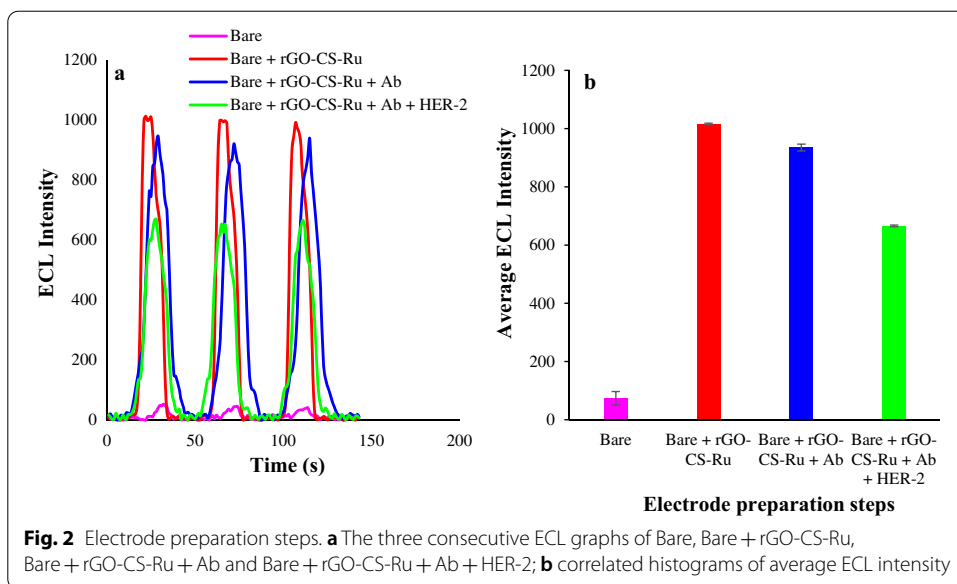 Bare
Bare + rGO-CS-Ru
Bare + rGO-CS-Ru + Ab
Bare + rGO-CS-Ru + Ab + HER-2
a
1200
1000
800
600
400
200
0
ECL Intensity
0
50
100
150
200
Time (s)
b
1200
1000
800
600
400
200
0
Average ECL Intensity
Bare
Bare + rGO-
CS-Ru
Bare + rGO-
CS-Ru + Ab
Bare + rGO-
CS-Ru + Ab
+ HER-2
Electrode preparation steps
Fig. 2 Electrode preparation steps. a The three consecutive ECL graphs of Bare, Bare + rGO-CS-Ru,
Bare + rGO-CS-Ru + Ab and Bare + rGO-CS-Ru + Ab + HER-2; b correlated histograms of average ECL intensity